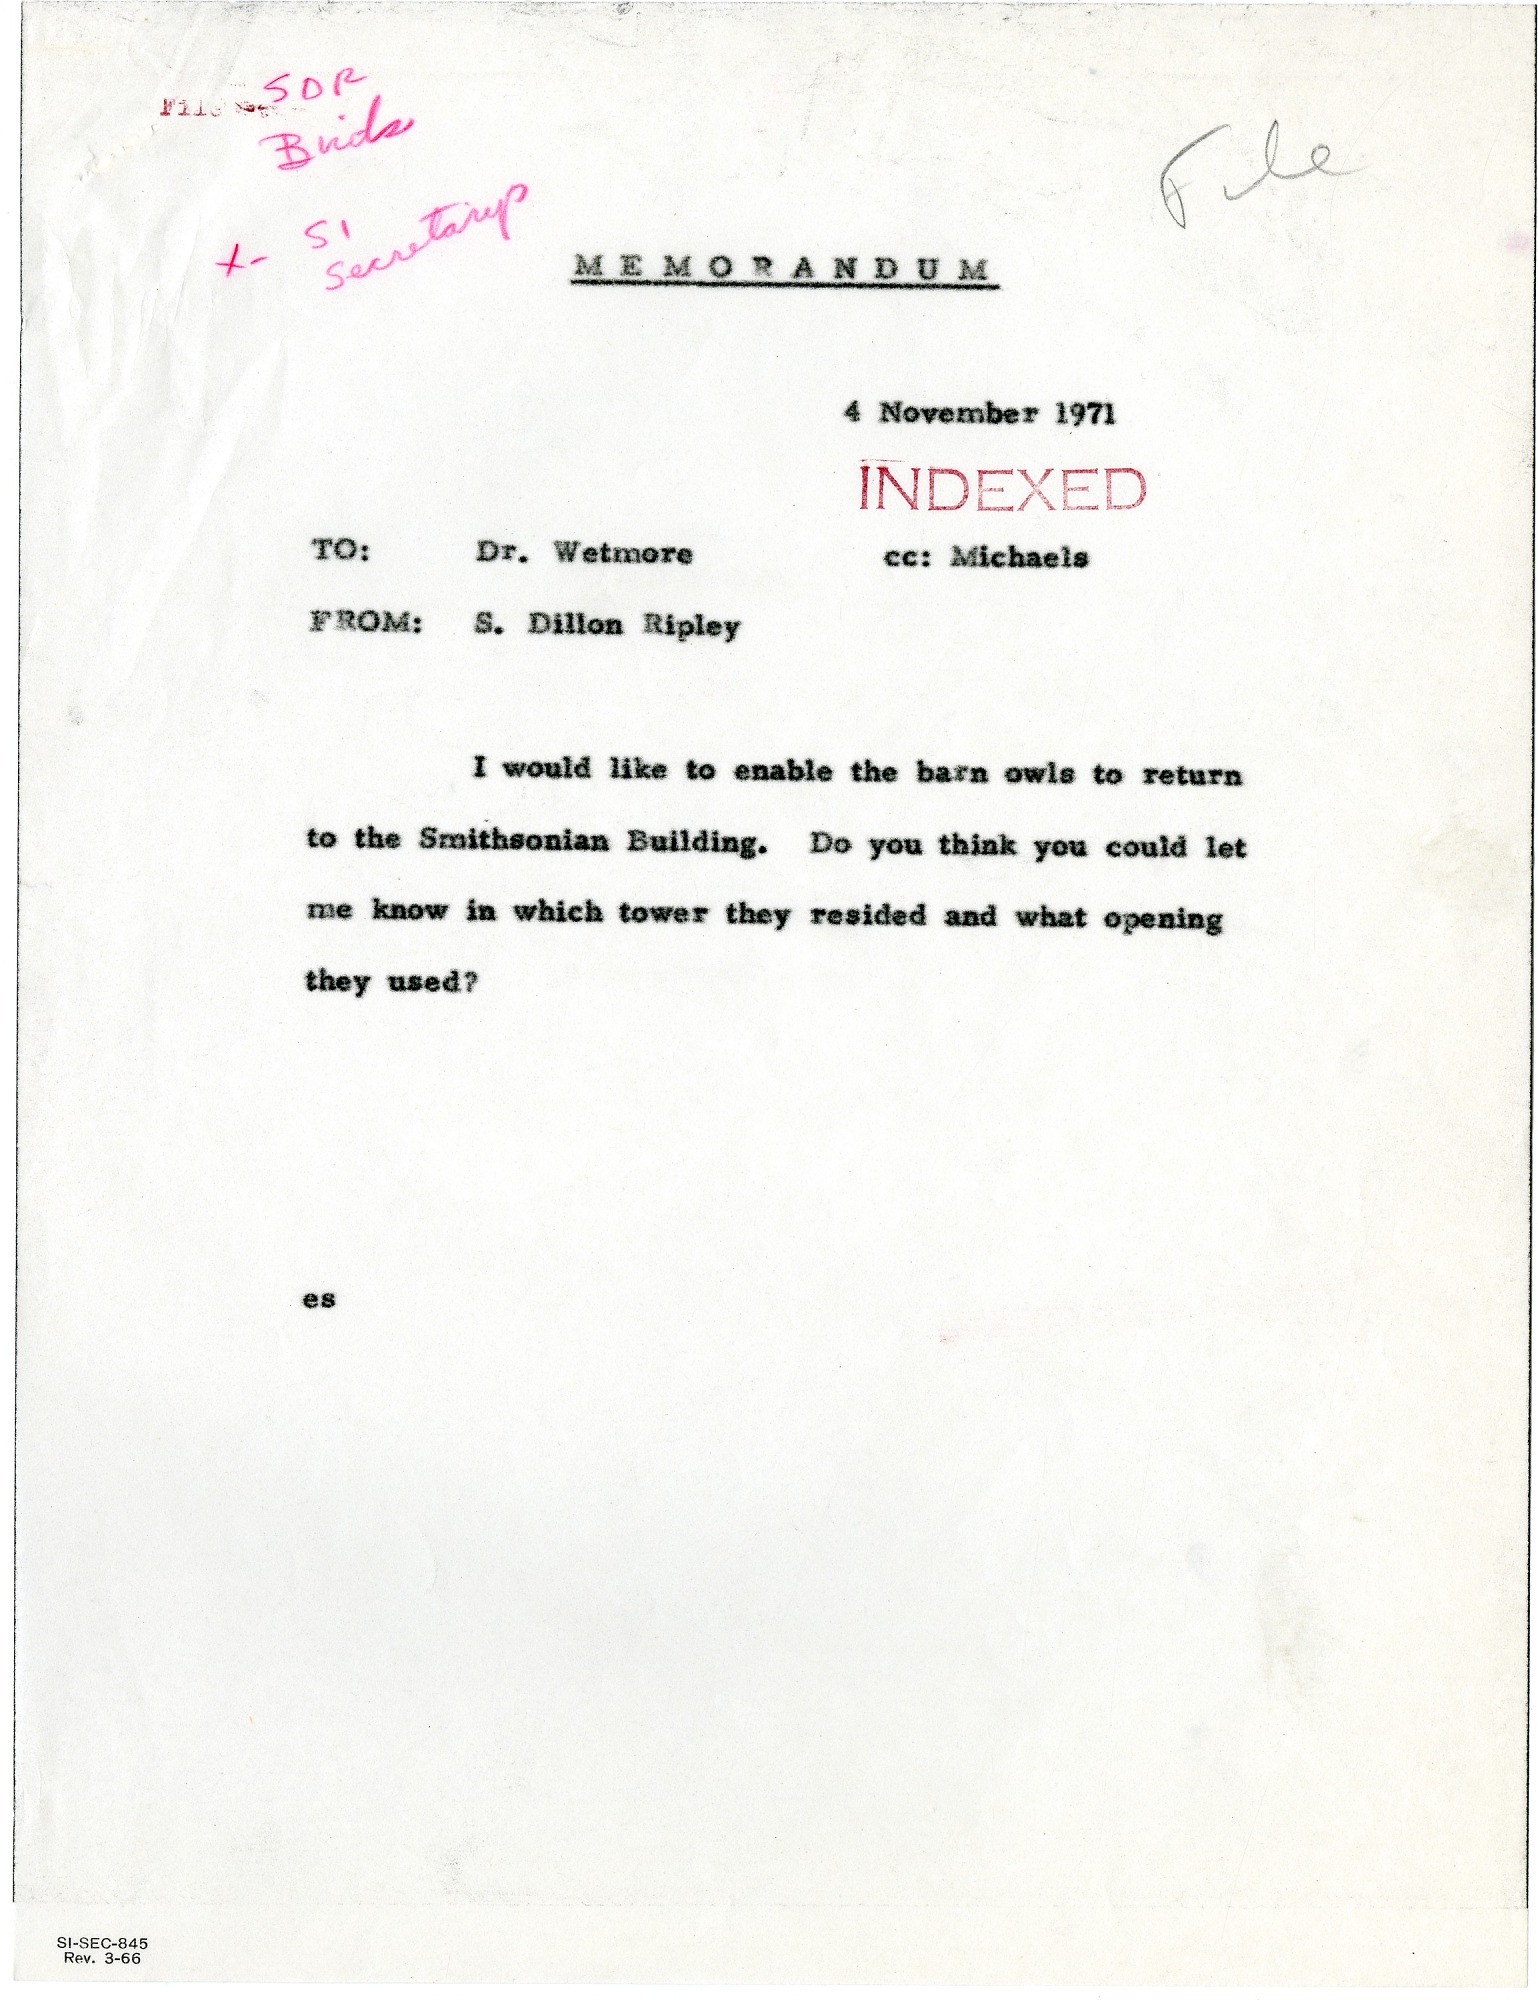 File
SDR
Birds
x- SI
Secretarys
File
MEMORANDUM
4 November 1971
INDEXED
TO: Dr. Wetmore cc: Michaels
FROM: S. Dillon Ripley
I would like to enable the barn owls to return
to the Smithsonian Building. Do you think you could let
me know in which tower they resided and what opening
they used?
es
SI-SEC-845
Rev. 3-66